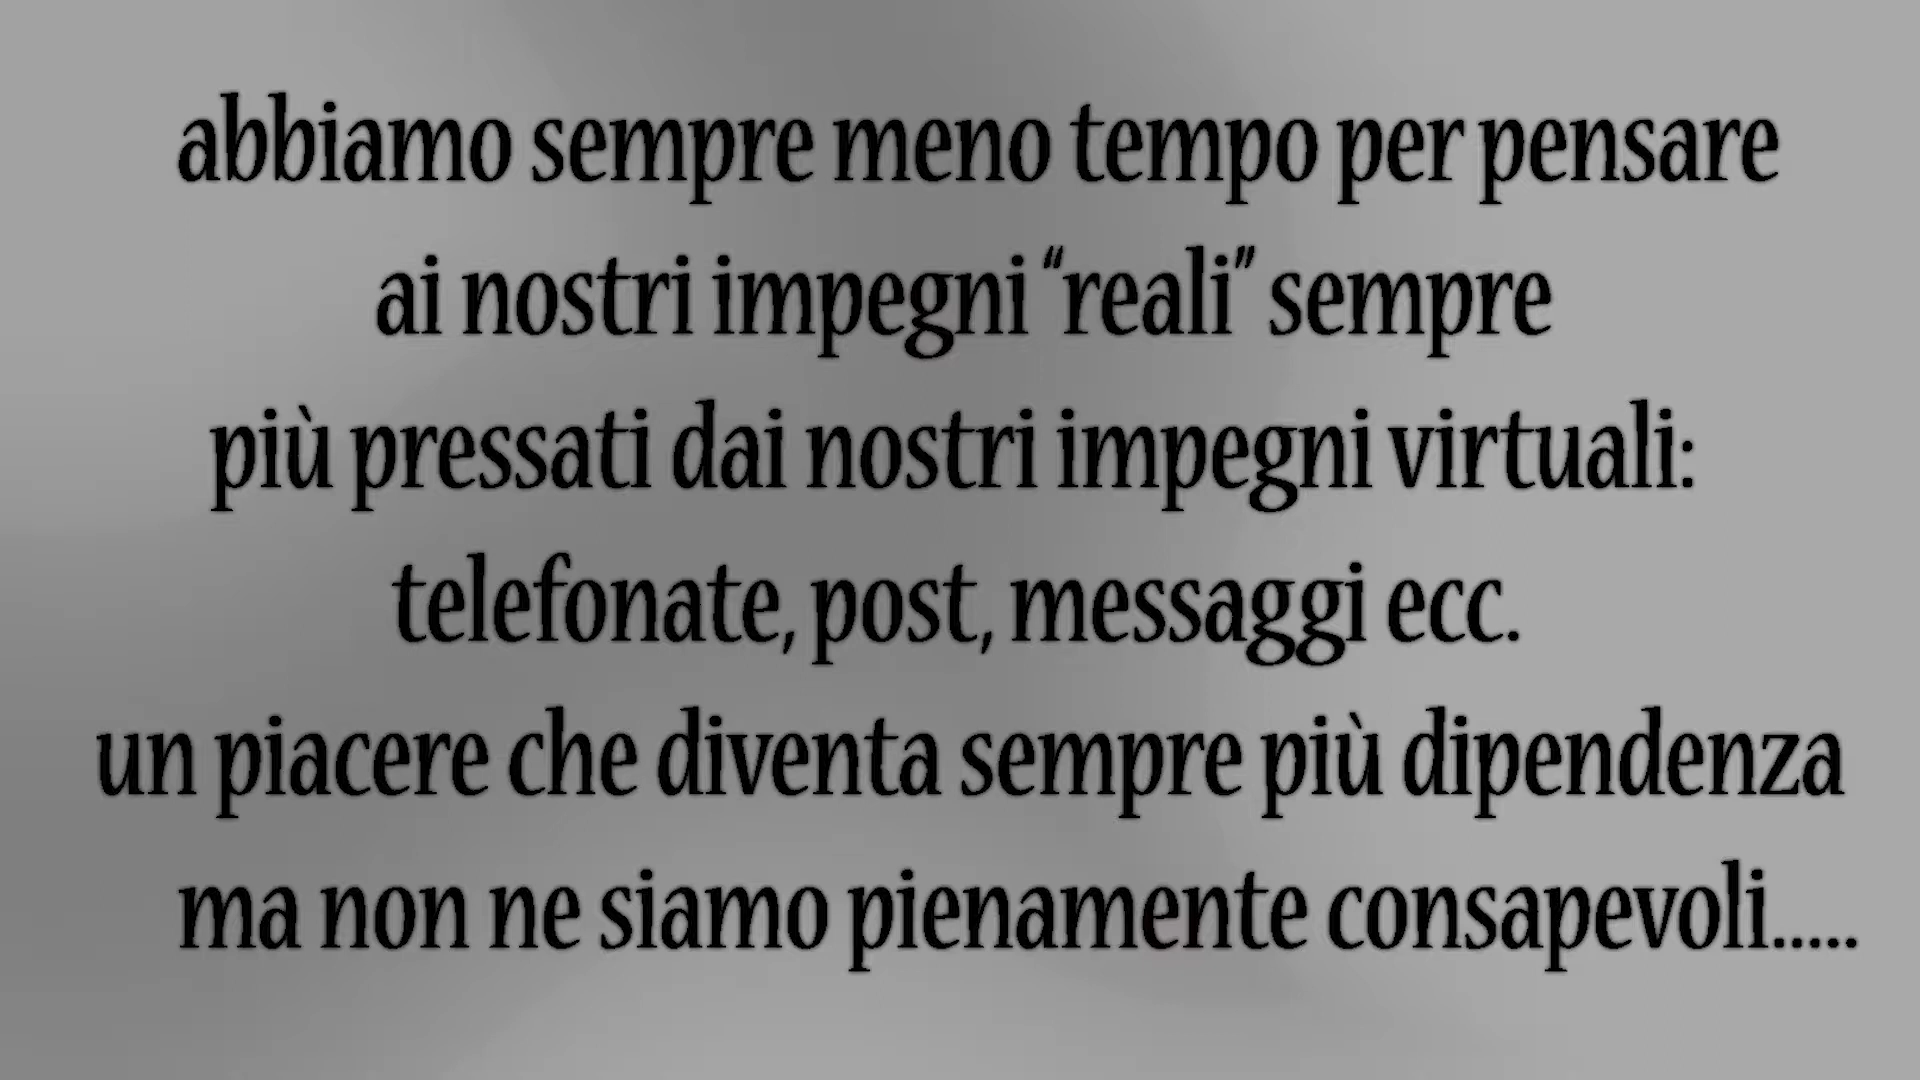 abbiamo sempre meno tempo per pensare
ai nostri impegni “reali” sempre
più pressati dai nostri impegni virtuali:
telefonate, post, messaggi ecc.
un piacere che diventa sempre più dipendenza
ma non ne siamo pienamente consapevoli.....